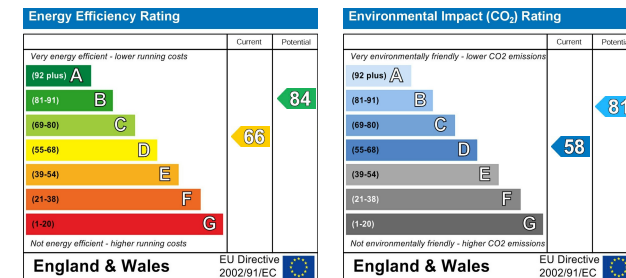 Energy Efficiency Rating
Current Potential
Very energy efficient - lower running costs
(92 plus) A
(81-91) B
(69-80) C
(55-68) D
(39-54) E
(21-38) F
(1-20) G
66
84
Not energy efficient - higher running costs
England & Wales
EU Directive
2002/91/EC
Environmental Impact (CO₂) Rating
Current Potentia
Very environmentally friendly - lower CO2 emissions
(92 plus) A
(81-91) B
(69-80) C
(55-68) D
(39-54) E
(21-38) F
(1-20) G
58
81
Not environmentally friendly - higher CO2 emissions
England & Wales
EU Directive
2002/91/EC